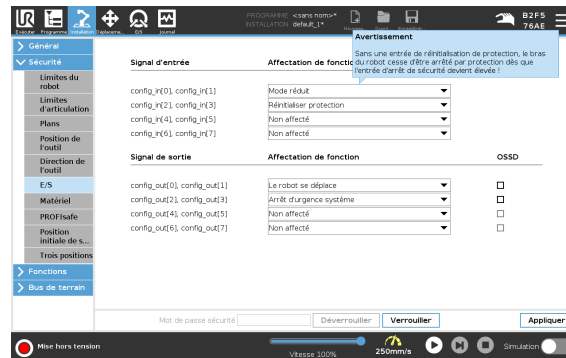 PROGRAMME <sans nom>*
INSTALLATION default_1*
B2F5
76AE
Exécuter Programme Installation Déplaceme... E/S Journal
Nouveau... Ouvrir... Enregistrer...
Avertissement
Sans une entrée de réinitialisation de protection, le bras
du robot cesse d'être arrêté par protection dès que
l'entrée d'arrêt de sécurité devient élevée !
Général
Sécurité
Limites du
robot
Limites
d'articulation
Plans
Position de
l'outil
Direction de
l'outil
E/S
Matériel
PROFIsafe
Position
initiale de s...
Trois positions
Fonctions
Bus de terrain
Signal d'entrée Affectation de fonction
config_in[0], config_in[1] Mode réduit
config_in[2], config_in[3] Réinitialiser protection
config_in[4], config_in[5] Non affecté
config_in[6], config_in[7] Non affecté
Signal de sortie Affectation de fonction OSSD
config_out[0], config_out[1] Le robot se déplace
config_out[2], config_out[3] Arrêt d'urgence système
config_out[4], config_out[5] Non affecté
config_out[6], config_out[7] Non affecté
Mot de passe sécurité Déverrouiller Verrouiller Appliquer
Mise hors tension
Vitesse 100%
250mm/s
Simulation